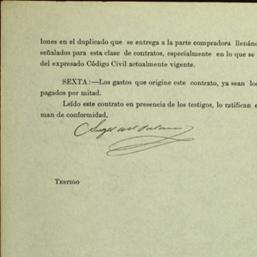 lones en el duplicado que se entrega a la parte compradora llenánd
señalados para esta clase de contratos, especialmente en lo que se
del expresado Código Civil actualmente vigente.
SEXTA:—Los gastos que origine este contrato, ya sean los
pagados por mitad.
Leído este contrato en presencia de los testigos, lo ratifican e
man de conformidad.
TESTIGO